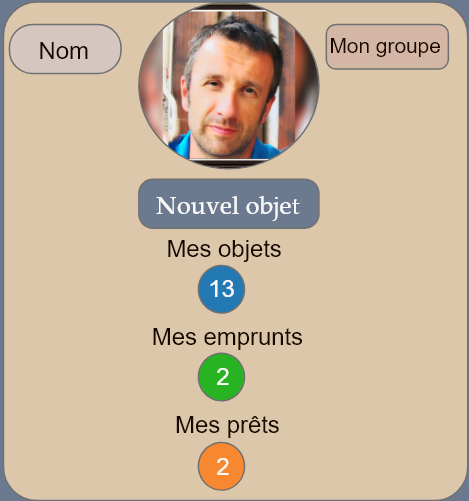 Nom
Mon groupe
Nouvel objet
Mes objets
13
Mes emprunts
2
Mes prêts
2